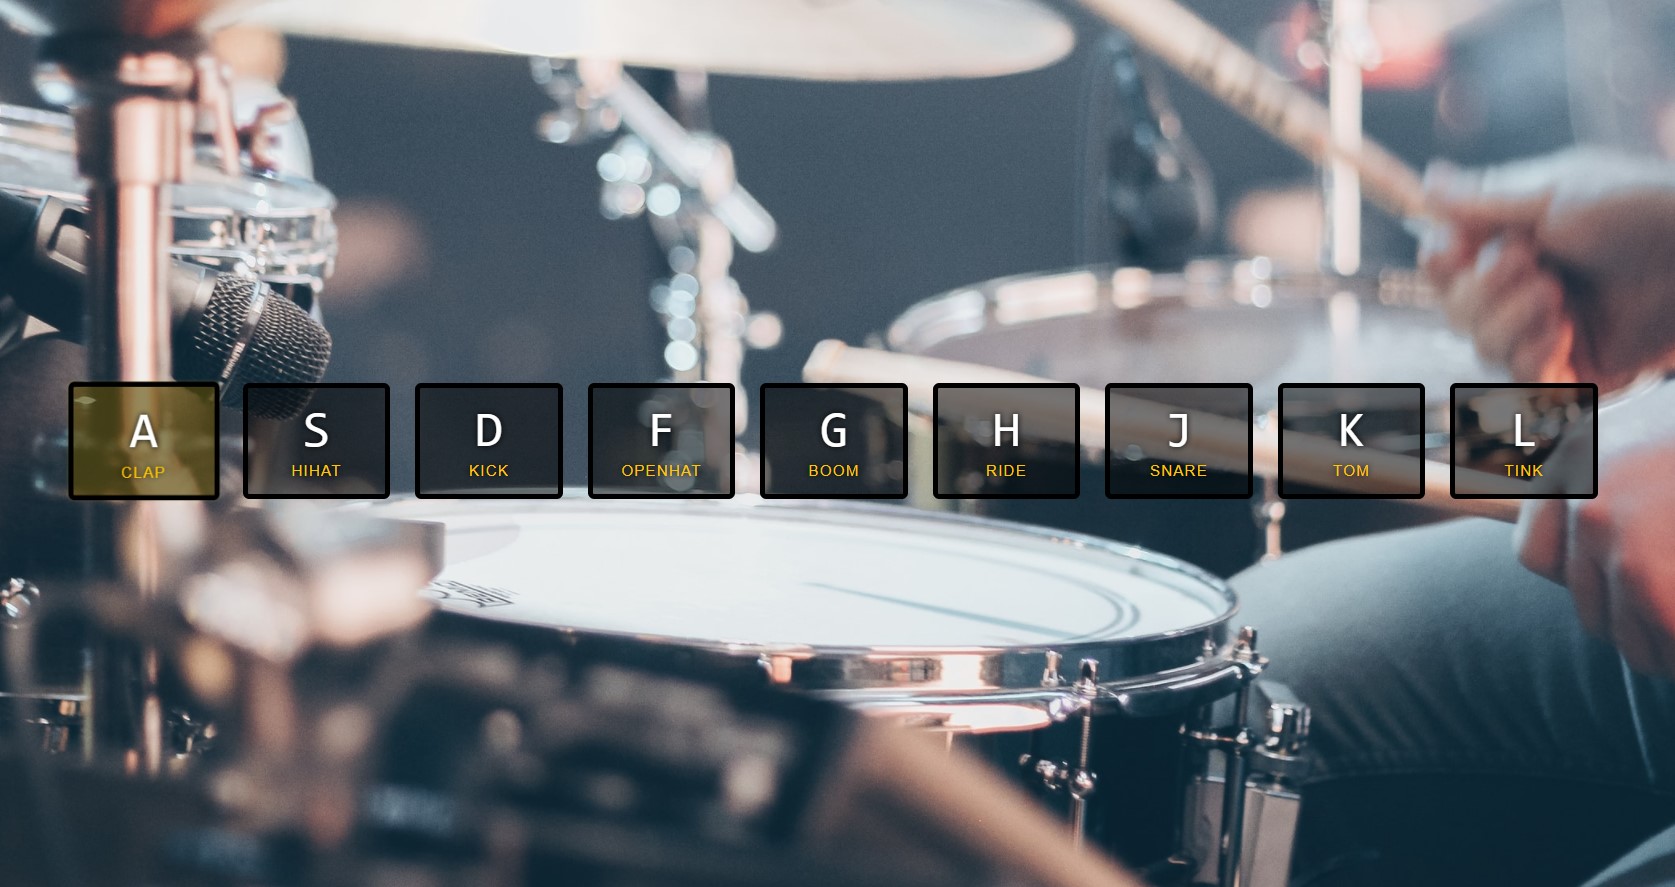 A S D F G H J K L
CLAP HIHAT KICK OPENHAT BOOM RIDE SNARE TOM TINK